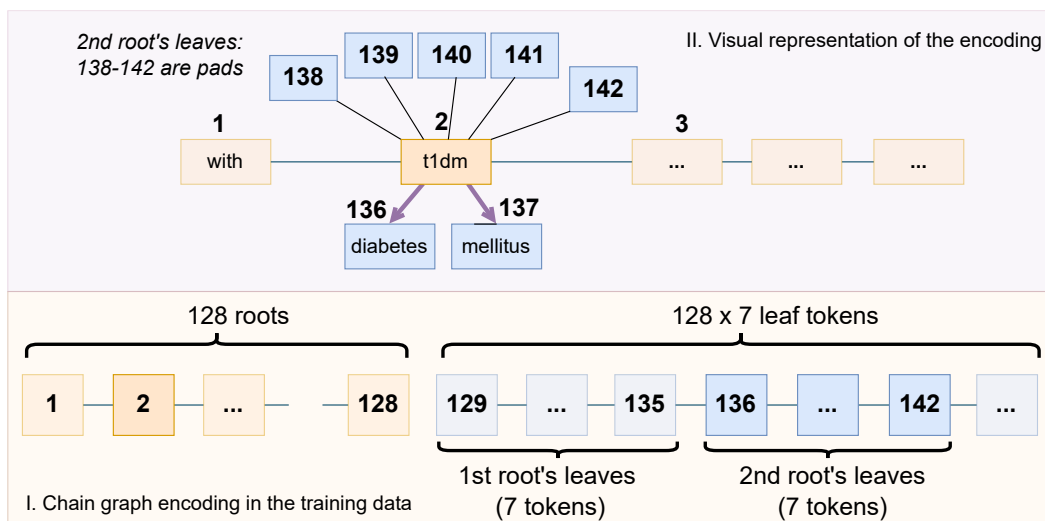 2nd root's leaves:
138-142 are pads
II. Visual representation of the encoding
138
139
140
141
142
1
2
3
with
t1dm
...
...
...
136
137
diabetes
mellitus
128 roots
128 x 7 leaf tokens
1
2
...
128
129
...
135
136
...
142
...
1st root's leaves
(7 tokens)
2nd root's leaves
(7 tokens)
I. Chain graph encoding in the training data